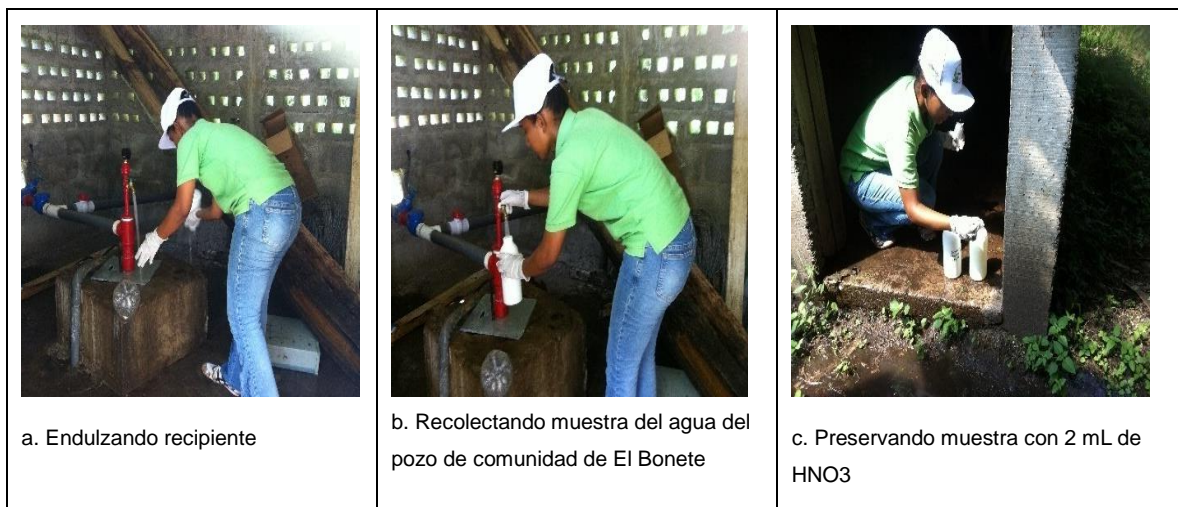 a. Endulzando recipiente
b. Recolectando muestra del agua del
pozo de comunidad de El Bonete
c. Preservando muestra con 2 mL de
HNO3